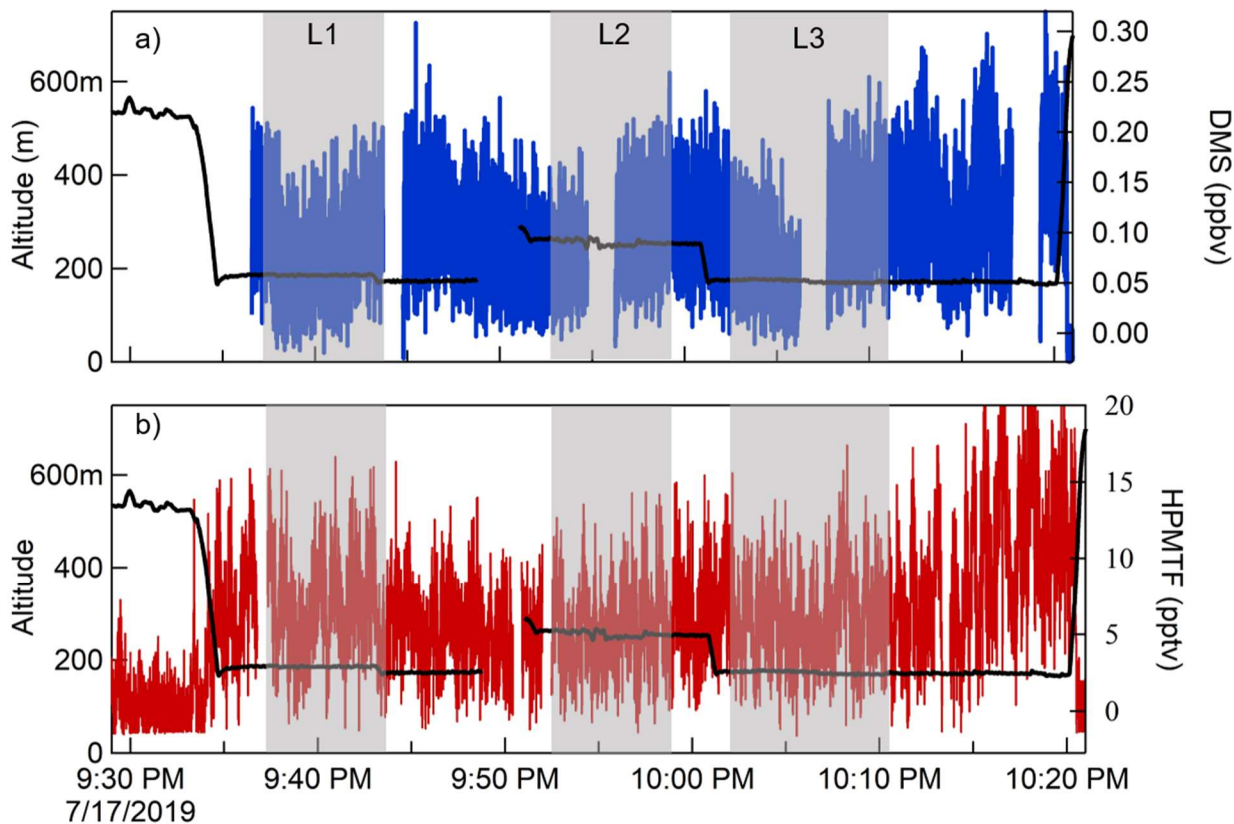 a)
L1
L2
L3
0.30
600m
0.25
0.20
400
0.15
Altitude (m)
DMS (ppbv)
0.10
200
0.05
0.00
0
b)
20
600m
15
400
10
Altitude
HPMTF (pptv)
200
5
0
0
9:30 PM
9:40 PM
9:50 PM
10:00 PM
10:10 PM
10:20 PM
7/17/2019